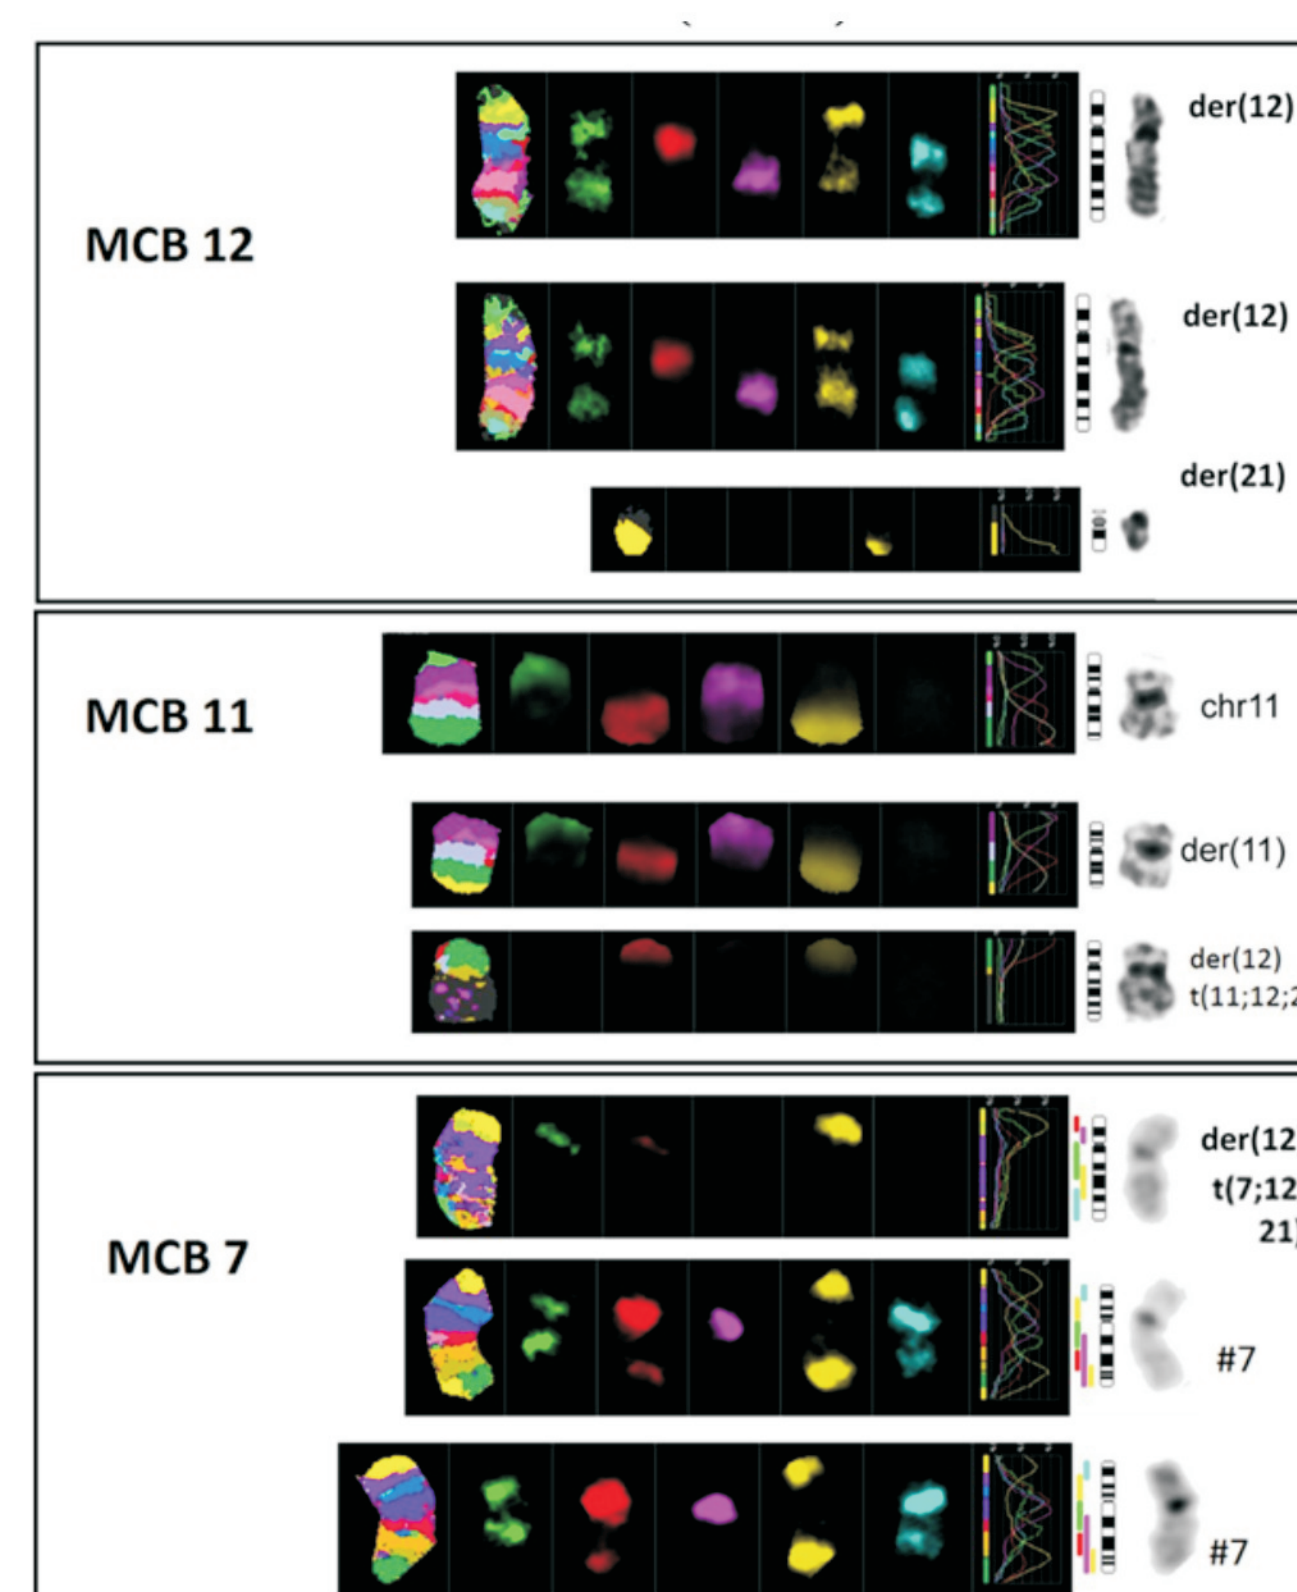 MCB 12
der(12)
der(12)
der(21)
MCB 11
chr11
der(11)
der(12)
t(11;12;2
MCB 7
der(12
t(7;12
21)
#7
#7